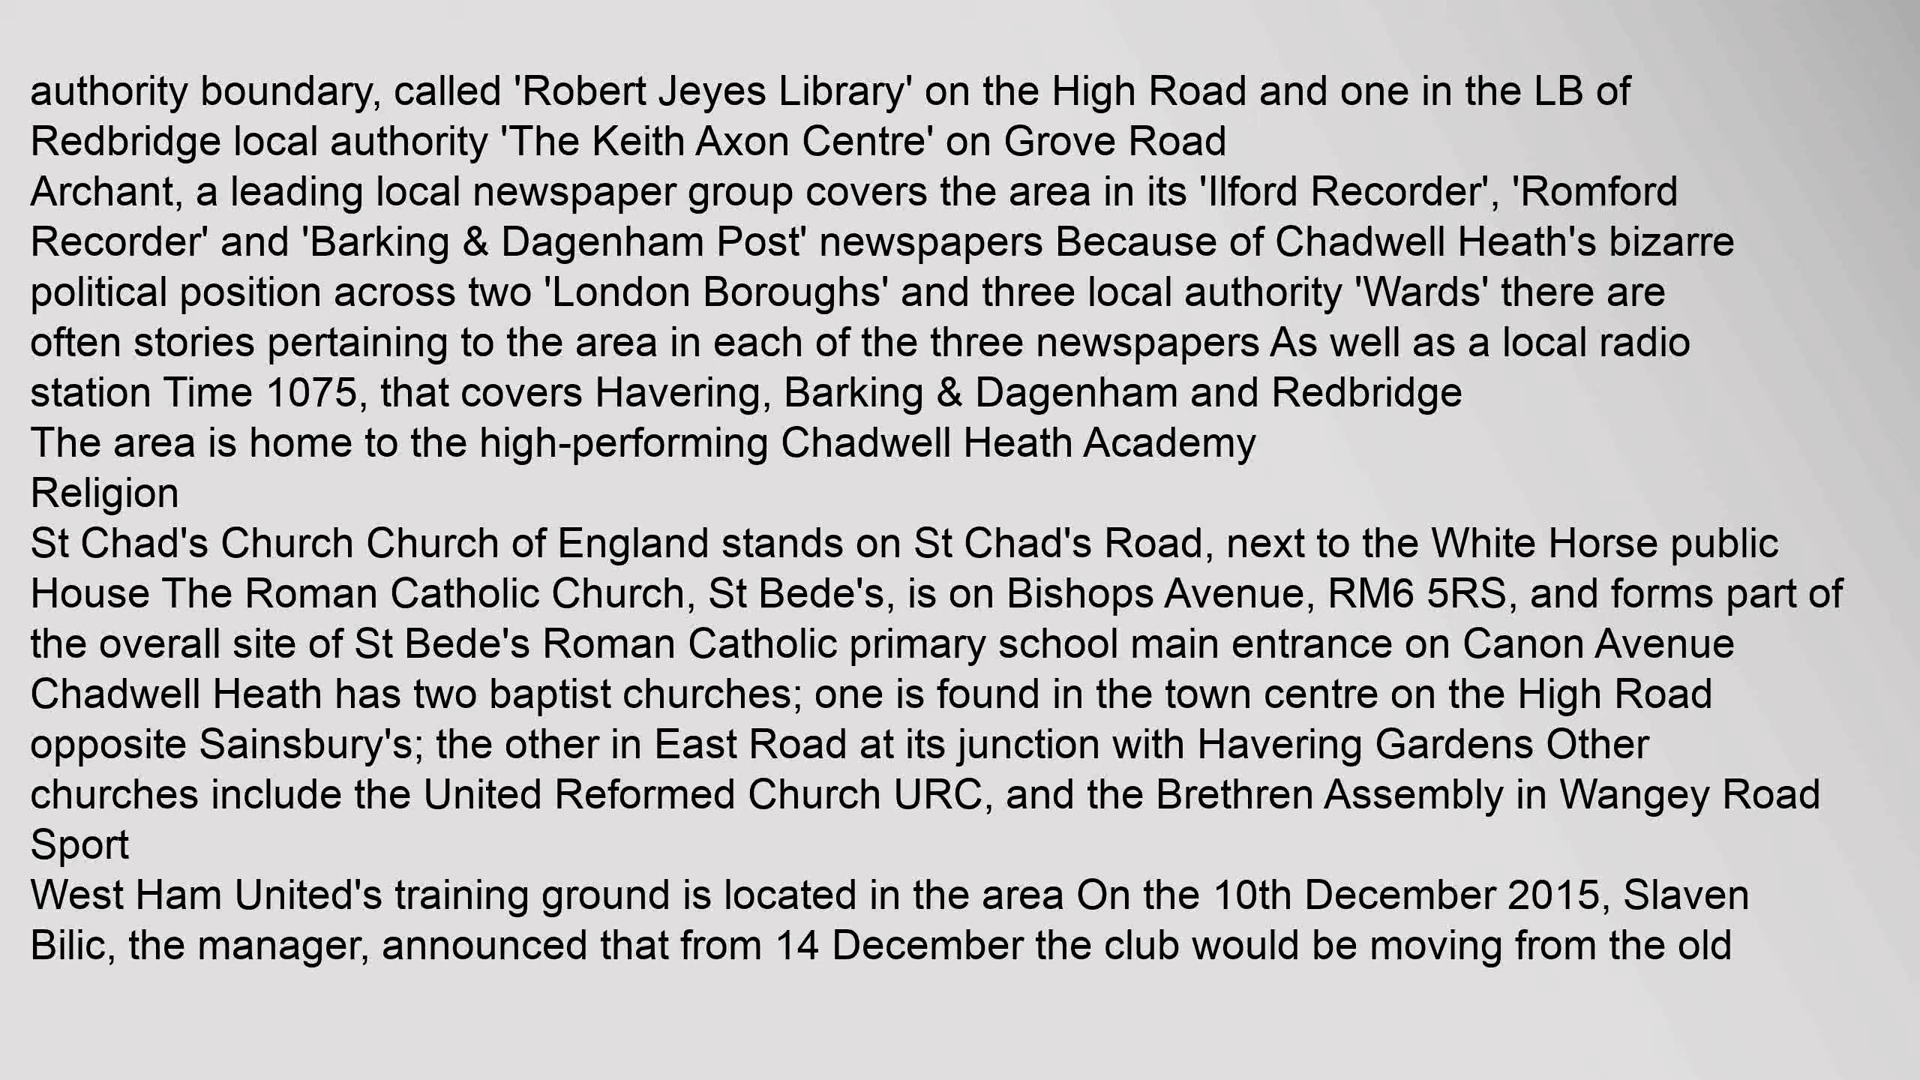 authority boundary, called 'Robert Jeyes Library' on the High Road and one in the LB of
Redbridge local authority 'The Keith Axon Centre' on Grove Road
Archant, a leading local newspaper group covers the area in its 'Ilford Recorder', 'Romford
Recorder' and 'Barking & Dagenham Post' newspapers Because of Chadwell Heath's bizarre
political position across two 'London Boroughs' and three local authority 'Wards' there are
often stories pertaining to the area in each of the three newspapers As well as a local radio
station Time 1075, that covers Havering, Barking & Dagenham and Redbridge
The area is home to the high-performing Chadwell Heath Academy
Religion
St Chad's Church Church of England stands on St Chad's Road, next to the White Horse public
House The Roman Catholic Church, St Bede's, is on Bishops Avenue, RM6 5RS, and forms part of
the overall site of St Bede's Roman Catholic primary school main entrance on Canon Avenue
Chadwell Heath has two baptist churches; one is found in the town centre on the High Road
opposite Sainsbury's; the other in East Road at its junction with Havering Gardens Other
churches include the United Reformed Church URC, and the Brethren Assembly in Wangey Road
Sport
West Ham United's training ground is located in the area On the 10th December 2015, Slaven
Bilic, the manager, announced that from 14 December the club would be moving from the old